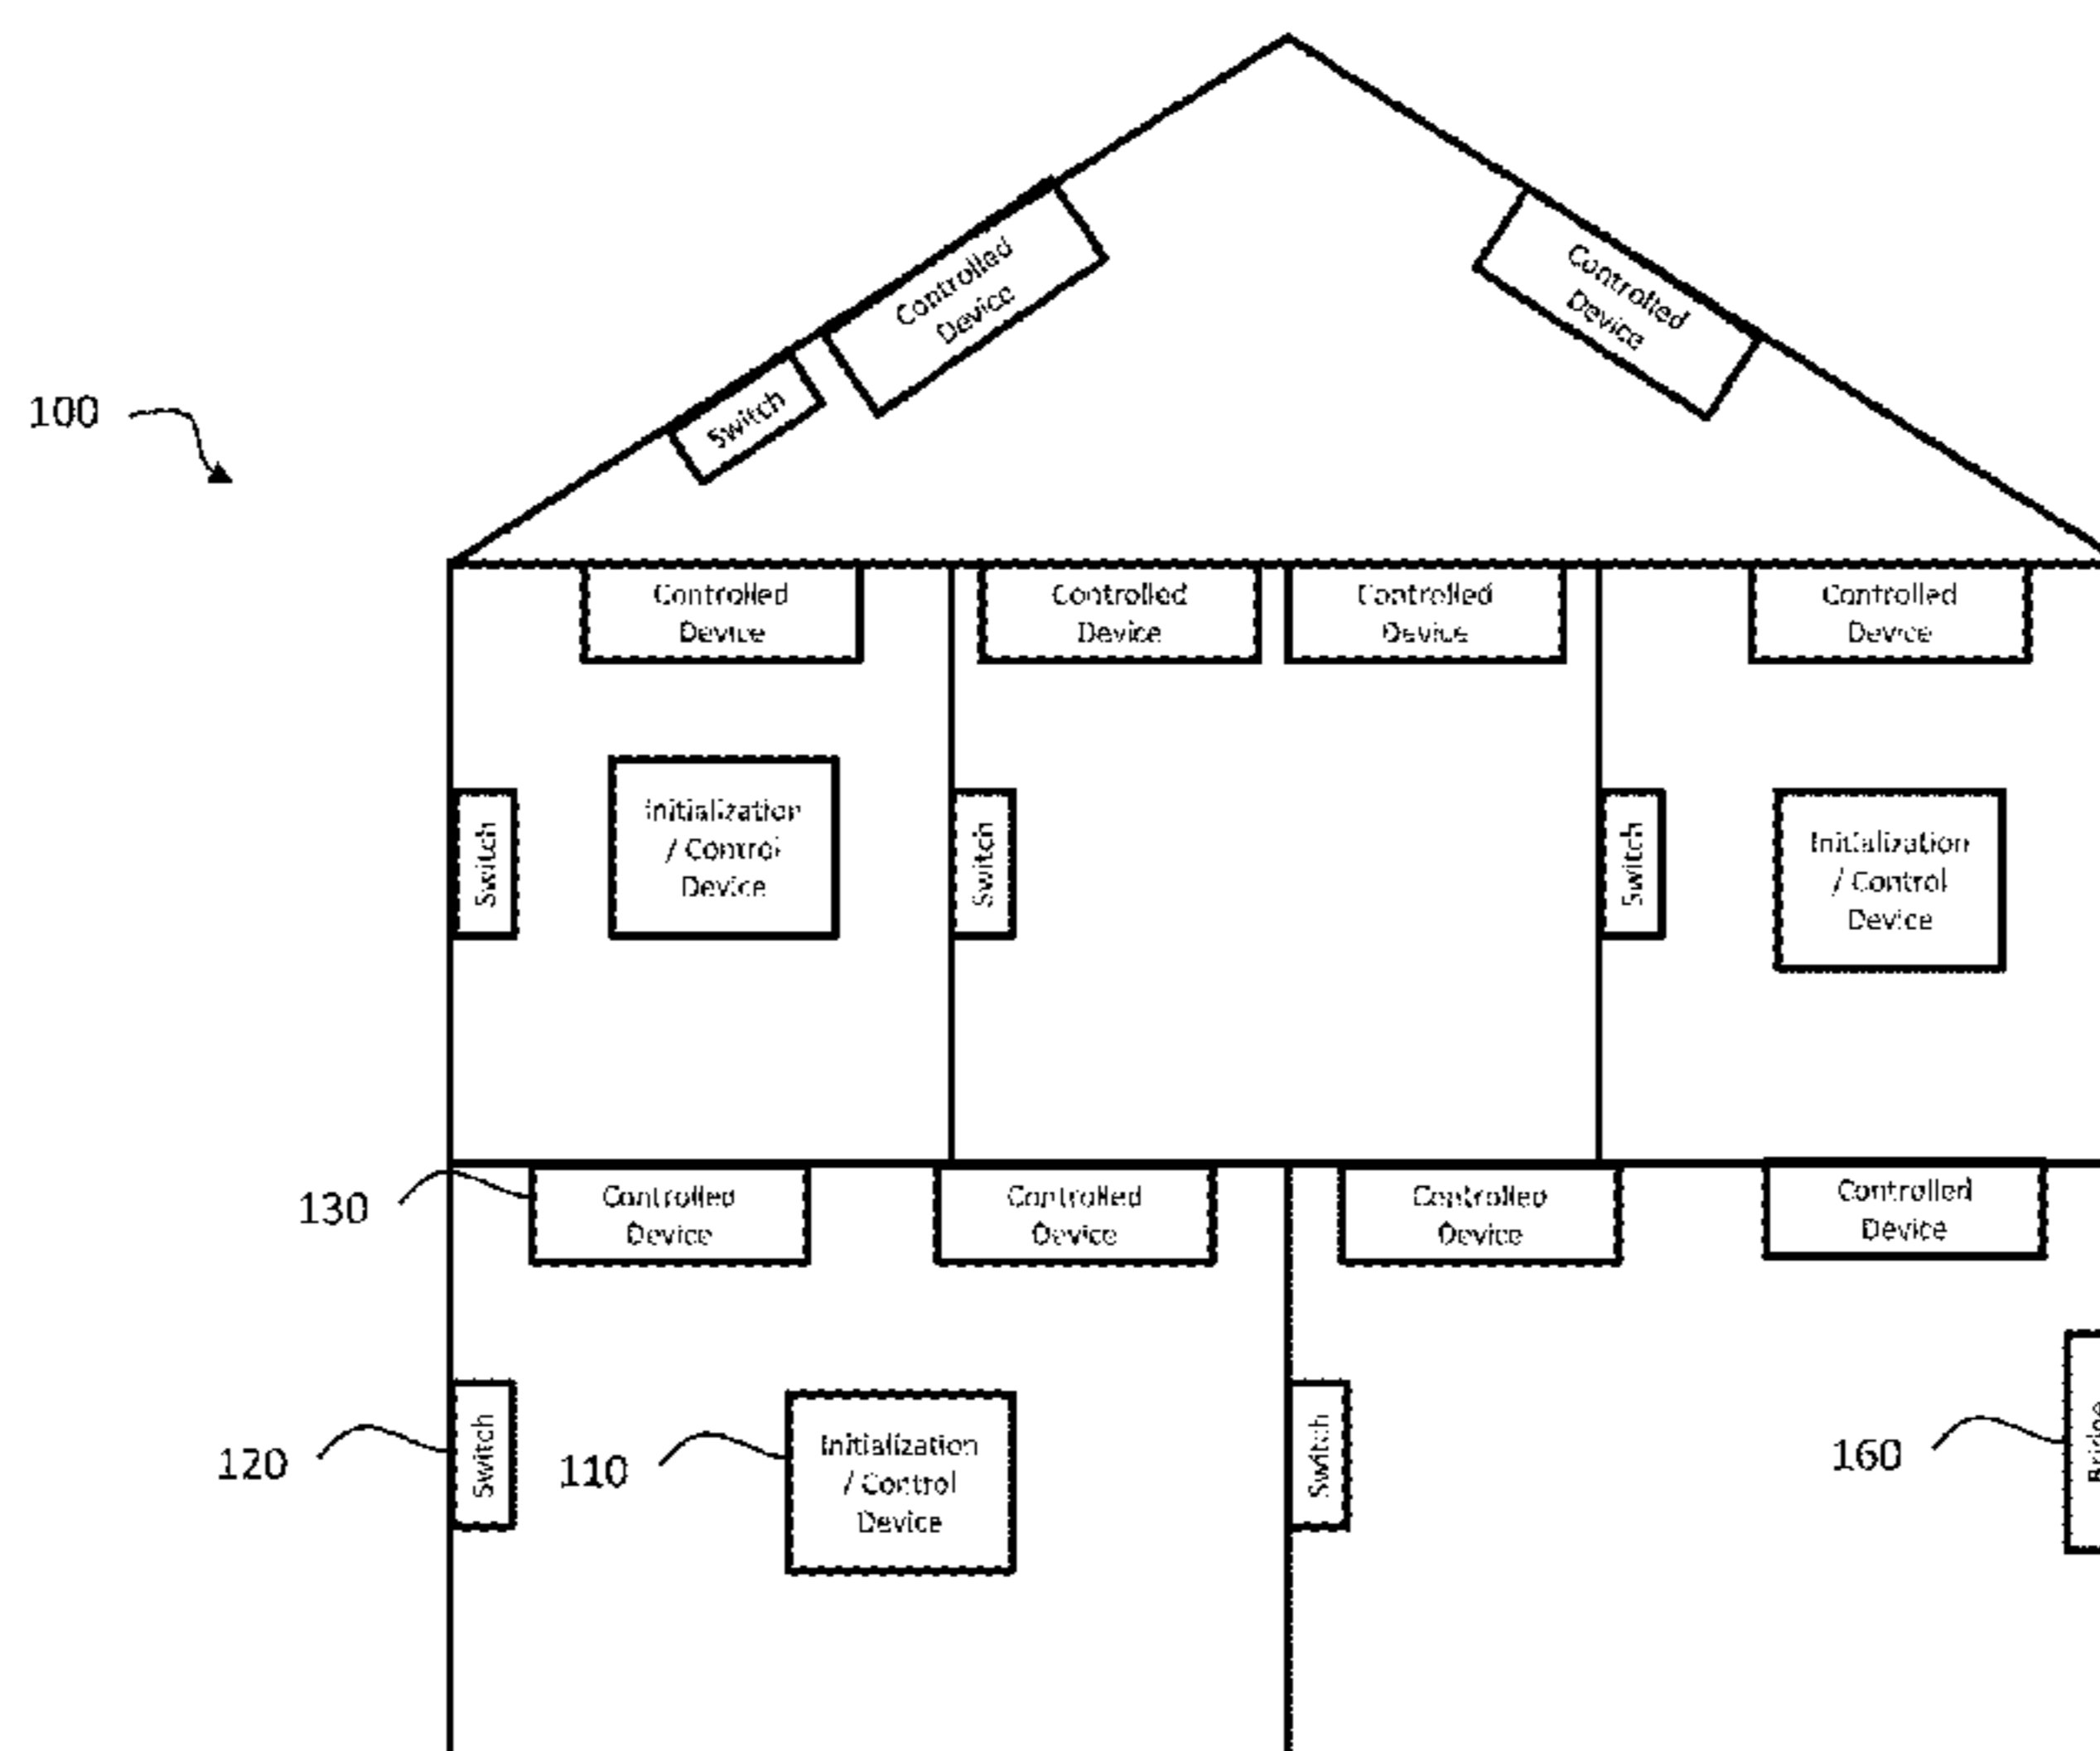 Controlled
Device
Controlled
Device
Switch
100
Controlled
Device
Controlled
Device
Controlled
Device
Controlled
Device
Switch
Initialization
/ Control
Device
Switch
Switch
Initialization
/ Control
Device
130
Controlled
Device
Controlled
Device
Controlled
Device
Controlled
Device
120
Switch
110
Initialization
/ Control
Device
Switch
160